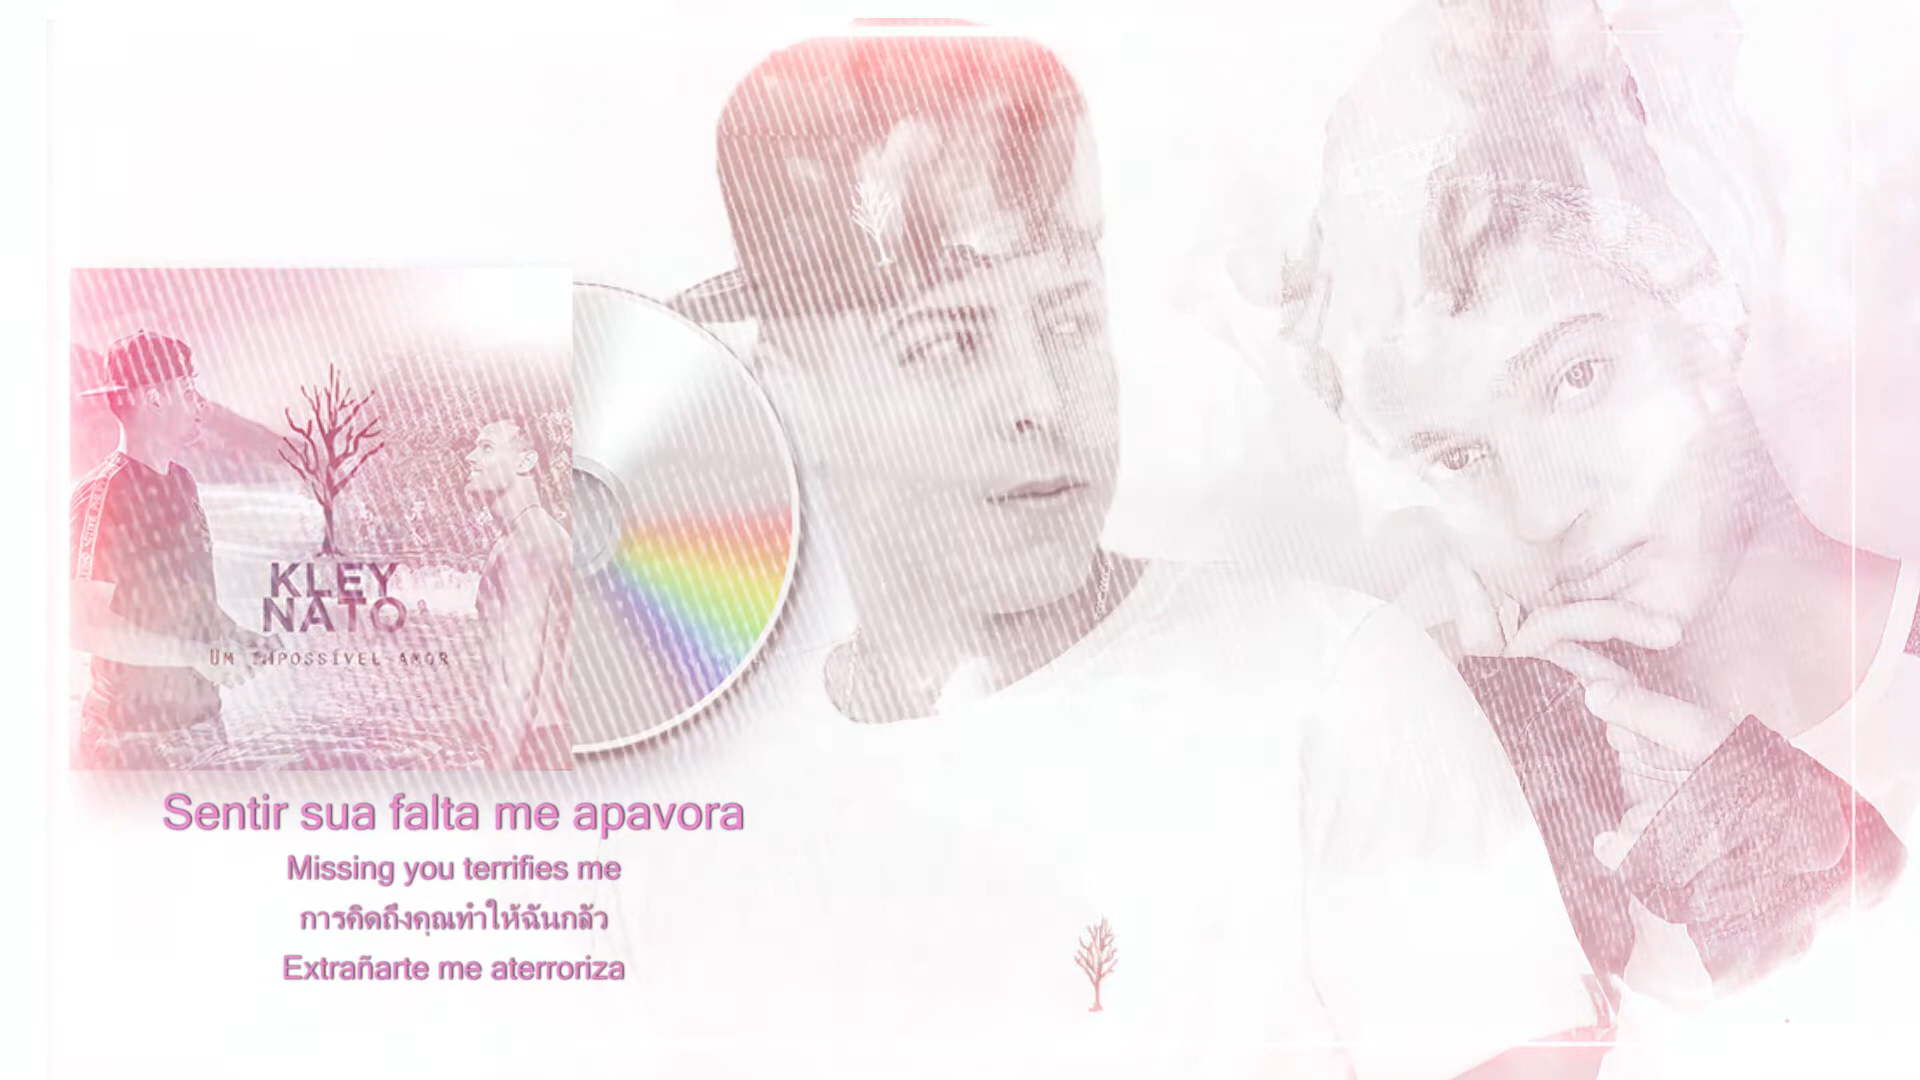 KLEY
NATO
UM IMPOSSÍVEL AMOR
Sentir sua falta me apavora
Missing you terrifies me
การคิดถึงคุณทำให้ฉันกลัว
Extrañarte me aterroriza